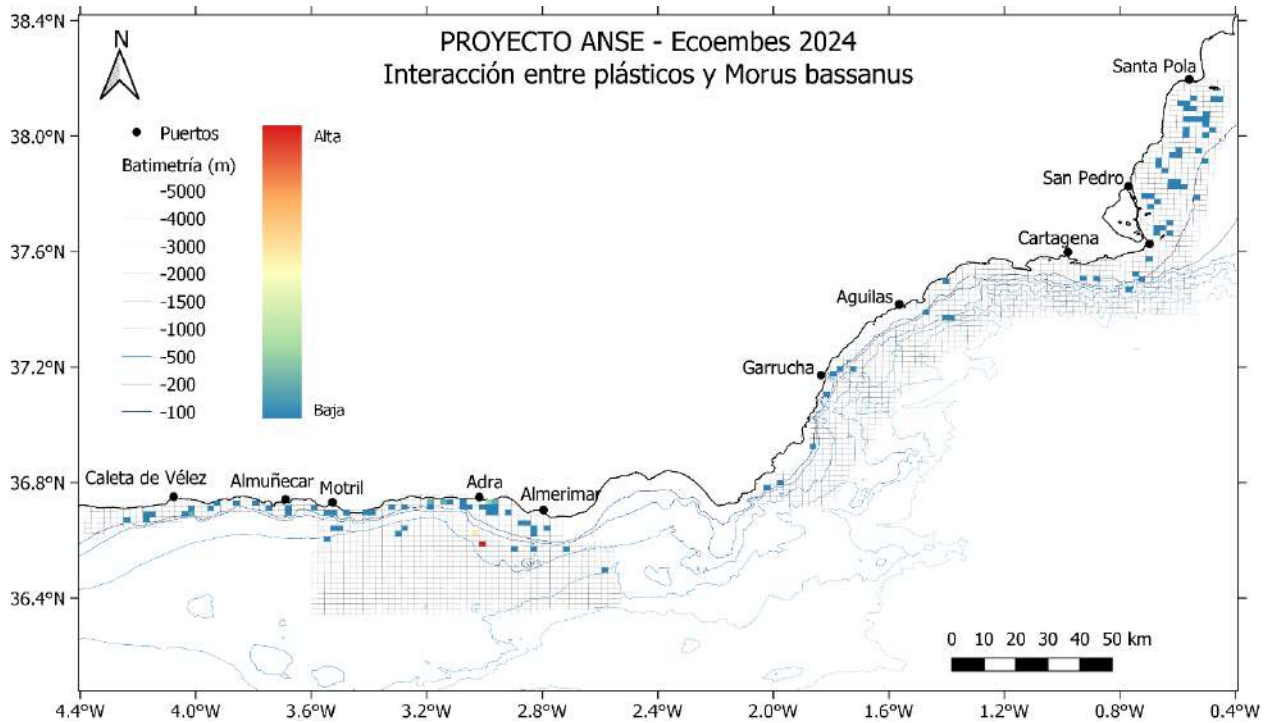 PROYECTO ANSE - Ecoembes 2024
Interacción entre plásticos y Morus bassanus
N
Puertos
Batimetría (m)
-5000
-4000
-3000
-2000
-1500
-1000
-500
-200
-100
Alta
Baja
Santa Pola
San Pedro
Cartagena
Aguilas
Garrucha
Caleta de Vélez
Almuñecar
Motril
Adra
Almerimar
38.4°N
38.0°N
37.6°N
37.2°N
36.8°N
36.4°N
0 10 20 30 40 50 km
4.4°W 4.0°W 3.6°W 3.2°W 2.8°W 2.4°W 2.0°W 1.6°W 1.2°W 0.8°W 0.4°W